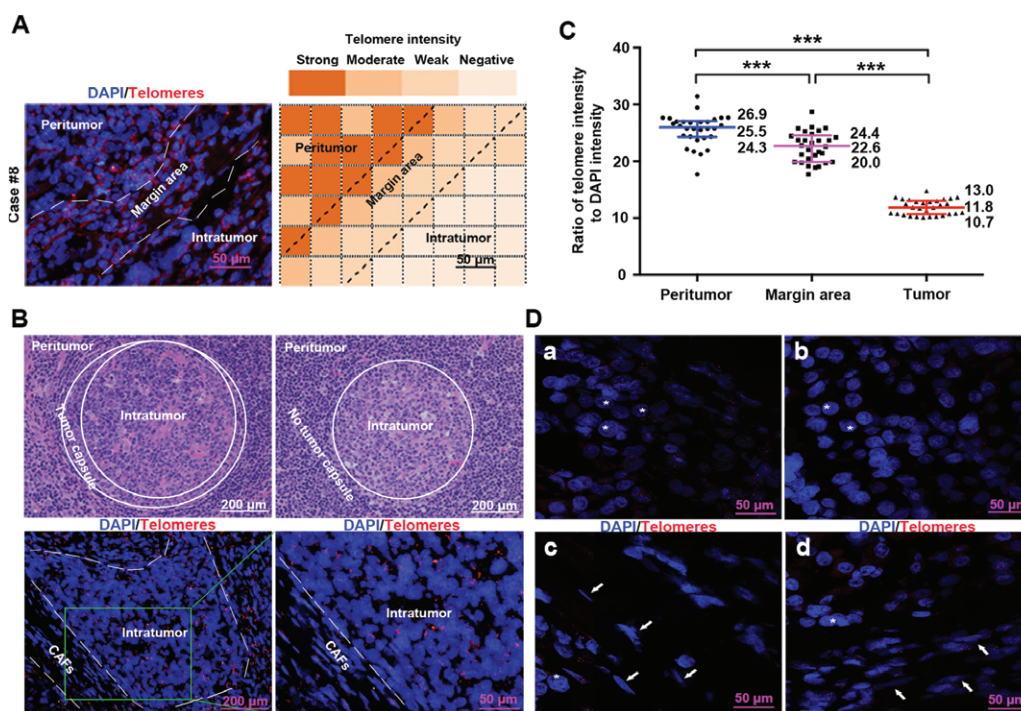 A
Telomere intensity
Strong Moderate Weak Negative
DAPI/Telomeres
Case #8
Peritumor
Margin area
Intratumor
50 μm
Peritumor
Margin area
Intratumor
50 μm
C
Ratio of telomere intensity
to DAPI intensity
40
30
20
10
0
***
*** ***
26.9
25.5
24.3
24.4
22.6
20.0
13.0
11.8
10.7
Peritumor Margin area Tumor
B
Peritumor
Intratumor
Tumor capsule
200 μm
Peritumor
Intratumor
No tumor capsule
200 μm
DAPI/Telomeres
DAPI/Telomeres
Intratumor
CAFs
200 μm
Intratumor
CAFs
50 μm
D
a
*
*
*
50 μm
b
*
*
50 μm
DAPI/Telomeres
DAPI/Telomeres
c
*
50 μm
d
*
50 μm